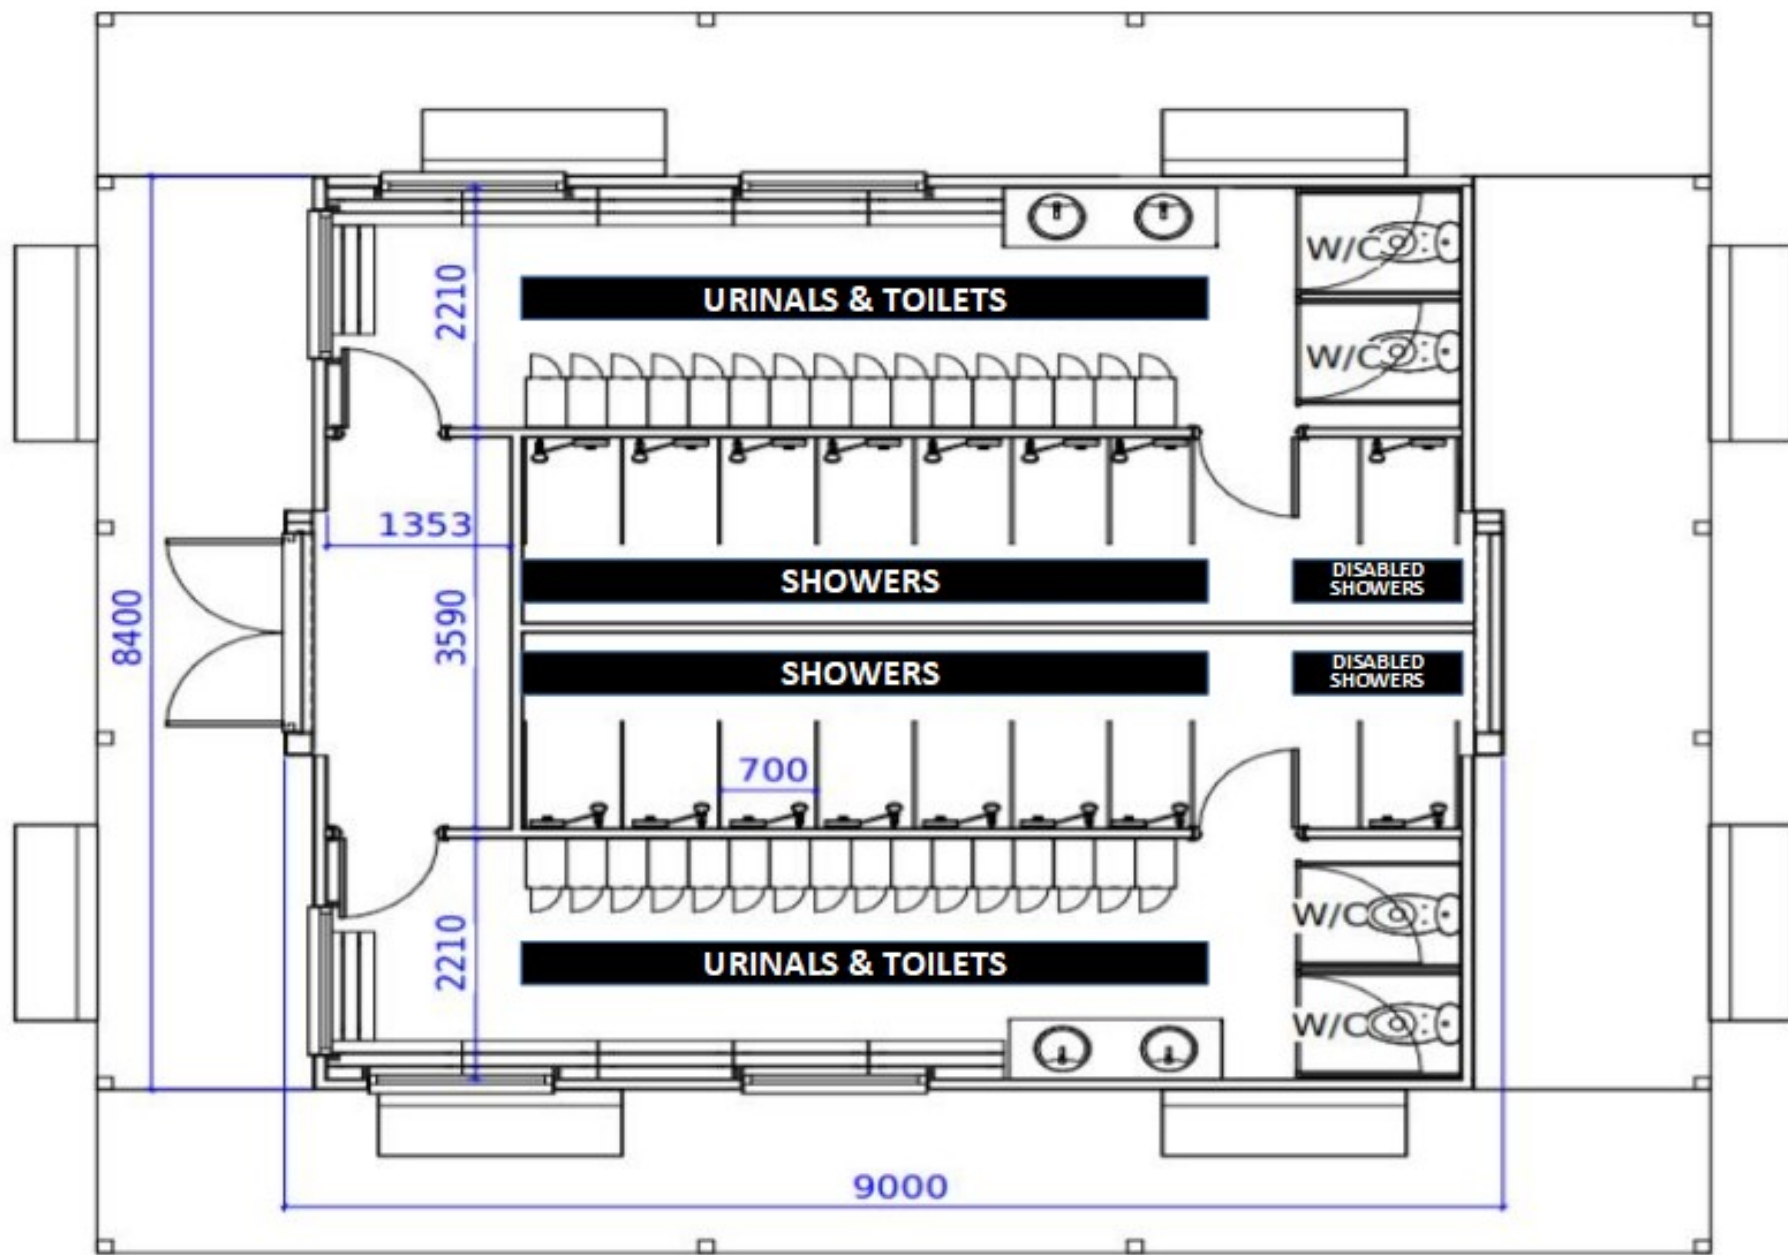 W/C
2210
URINALS & TOILETS
W/C
1353
SHOWERS
DISABLED
SHOWERS
8400
3590
SHOWERS
DISABLED
SHOWERS
700
W/C
2210
URINALS & TOILETS
W/C
9000